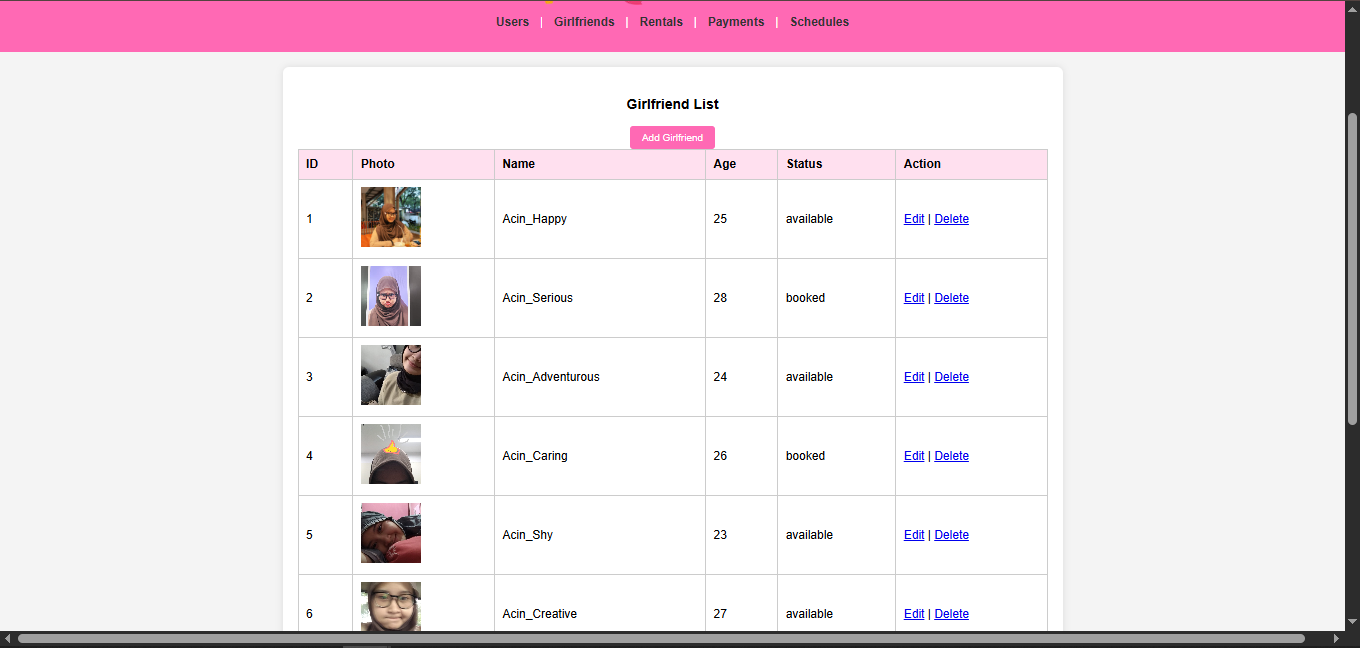 Users | Girlfriends | Rentals | Payments | Schedules
Girlfriend List
Add Girlfriend
ID Photo Name Age Status Action
1 Acin_Happy 25 available Edit | Delete
2 Acin_Serious 28 booked Edit | Delete
3 Acin_Adventurous 24 available Edit | Delete
4 Acin_Caring 26 booked Edit | Delete
5 Acin_Shy 23 available Edit | Delete
6 Acin_Creative 27 available Edit | Delete